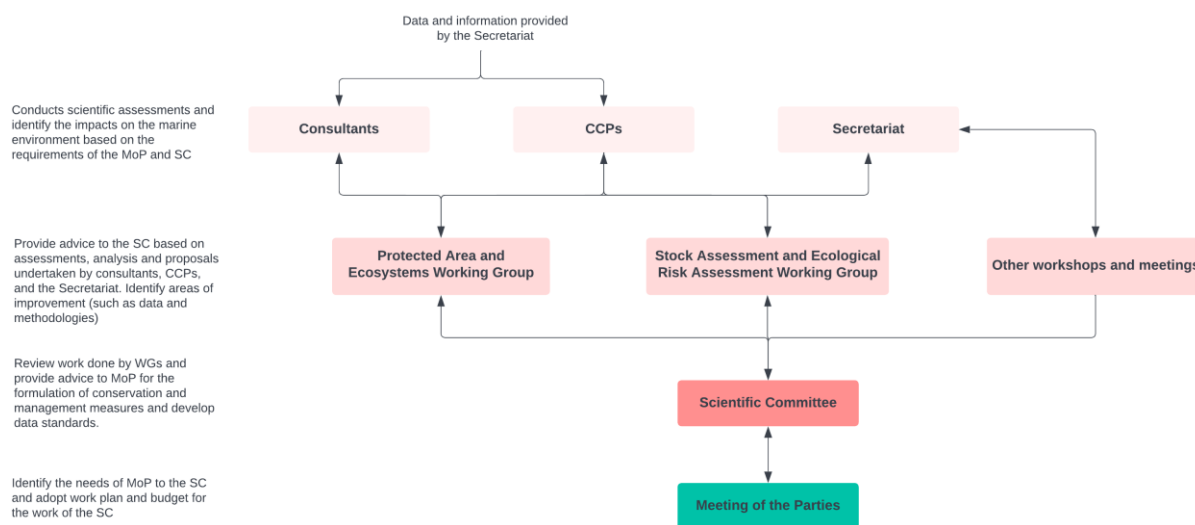 Data and information provided
by the Secretariat
Conducts scientific assessments and
identify the impacts on the marine
environment based on the
requirements of the MoP and SC
Consultants
CCPs
Secretariat
Provide advice to the SC based on
assessments, analysis and proposals
undertaken by consultants, CCPs,
and the Secretariat. Identify areas of
improvement (such as data and
methodologies)
Protected Area and
Ecosystems Working Group
Stock Assessment and Ecological
Risk Assessment Working Group
Other workshops and meetings
Review work done by WGs and
provide advice to MoP for the
formulation of conservation and
management measures and develop
data standards.
Scientific Committee
Identify the needs of MoP to the SC
and adopt work plan and budget for
the work of the SC
Meeting of the Parties